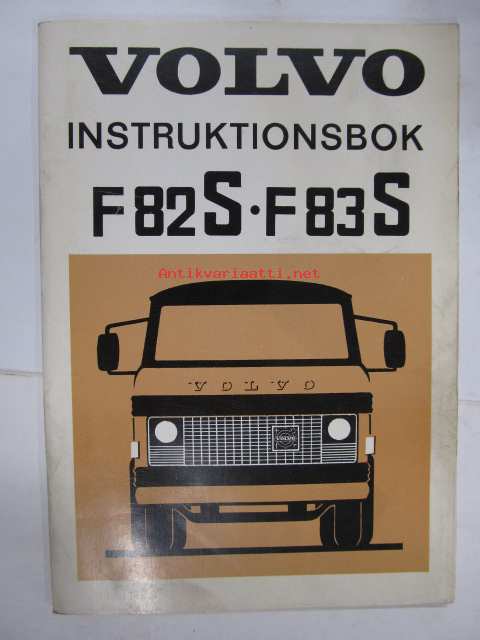 VOLVO
INSTRUKTIONSBOK
F82S·F83S
Antikvariaatti.net
VOLVO
VOLVO